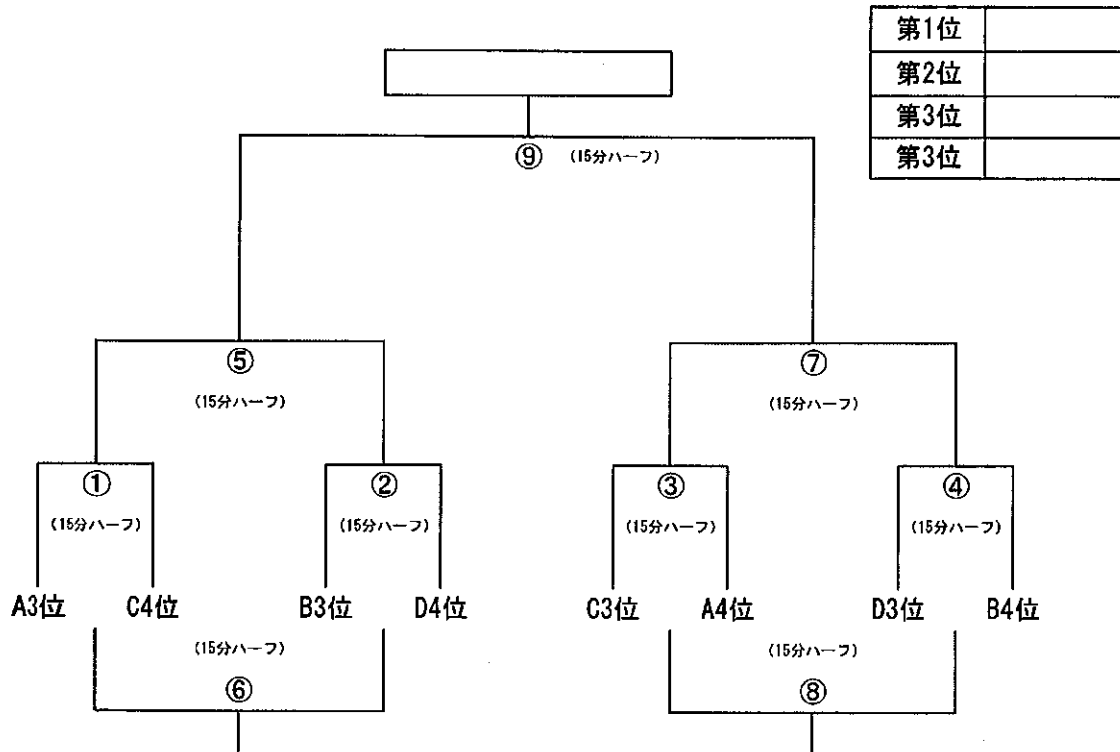 第1位
第2位
第3位
第3位
⑨ (15分ハーフ)
⑤ ⑦
(15分ハーフ) (15分ハーフ)
① ② ③ ④
(15分ハーフ) (15分ハーフ) (15分ハーフ) (15分ハーフ)
A3位 C4位 B3位 D4位 C3位 A4位 D3位 B4位
(15分ハーフ) (15分ハーフ)
⑥ ⑧